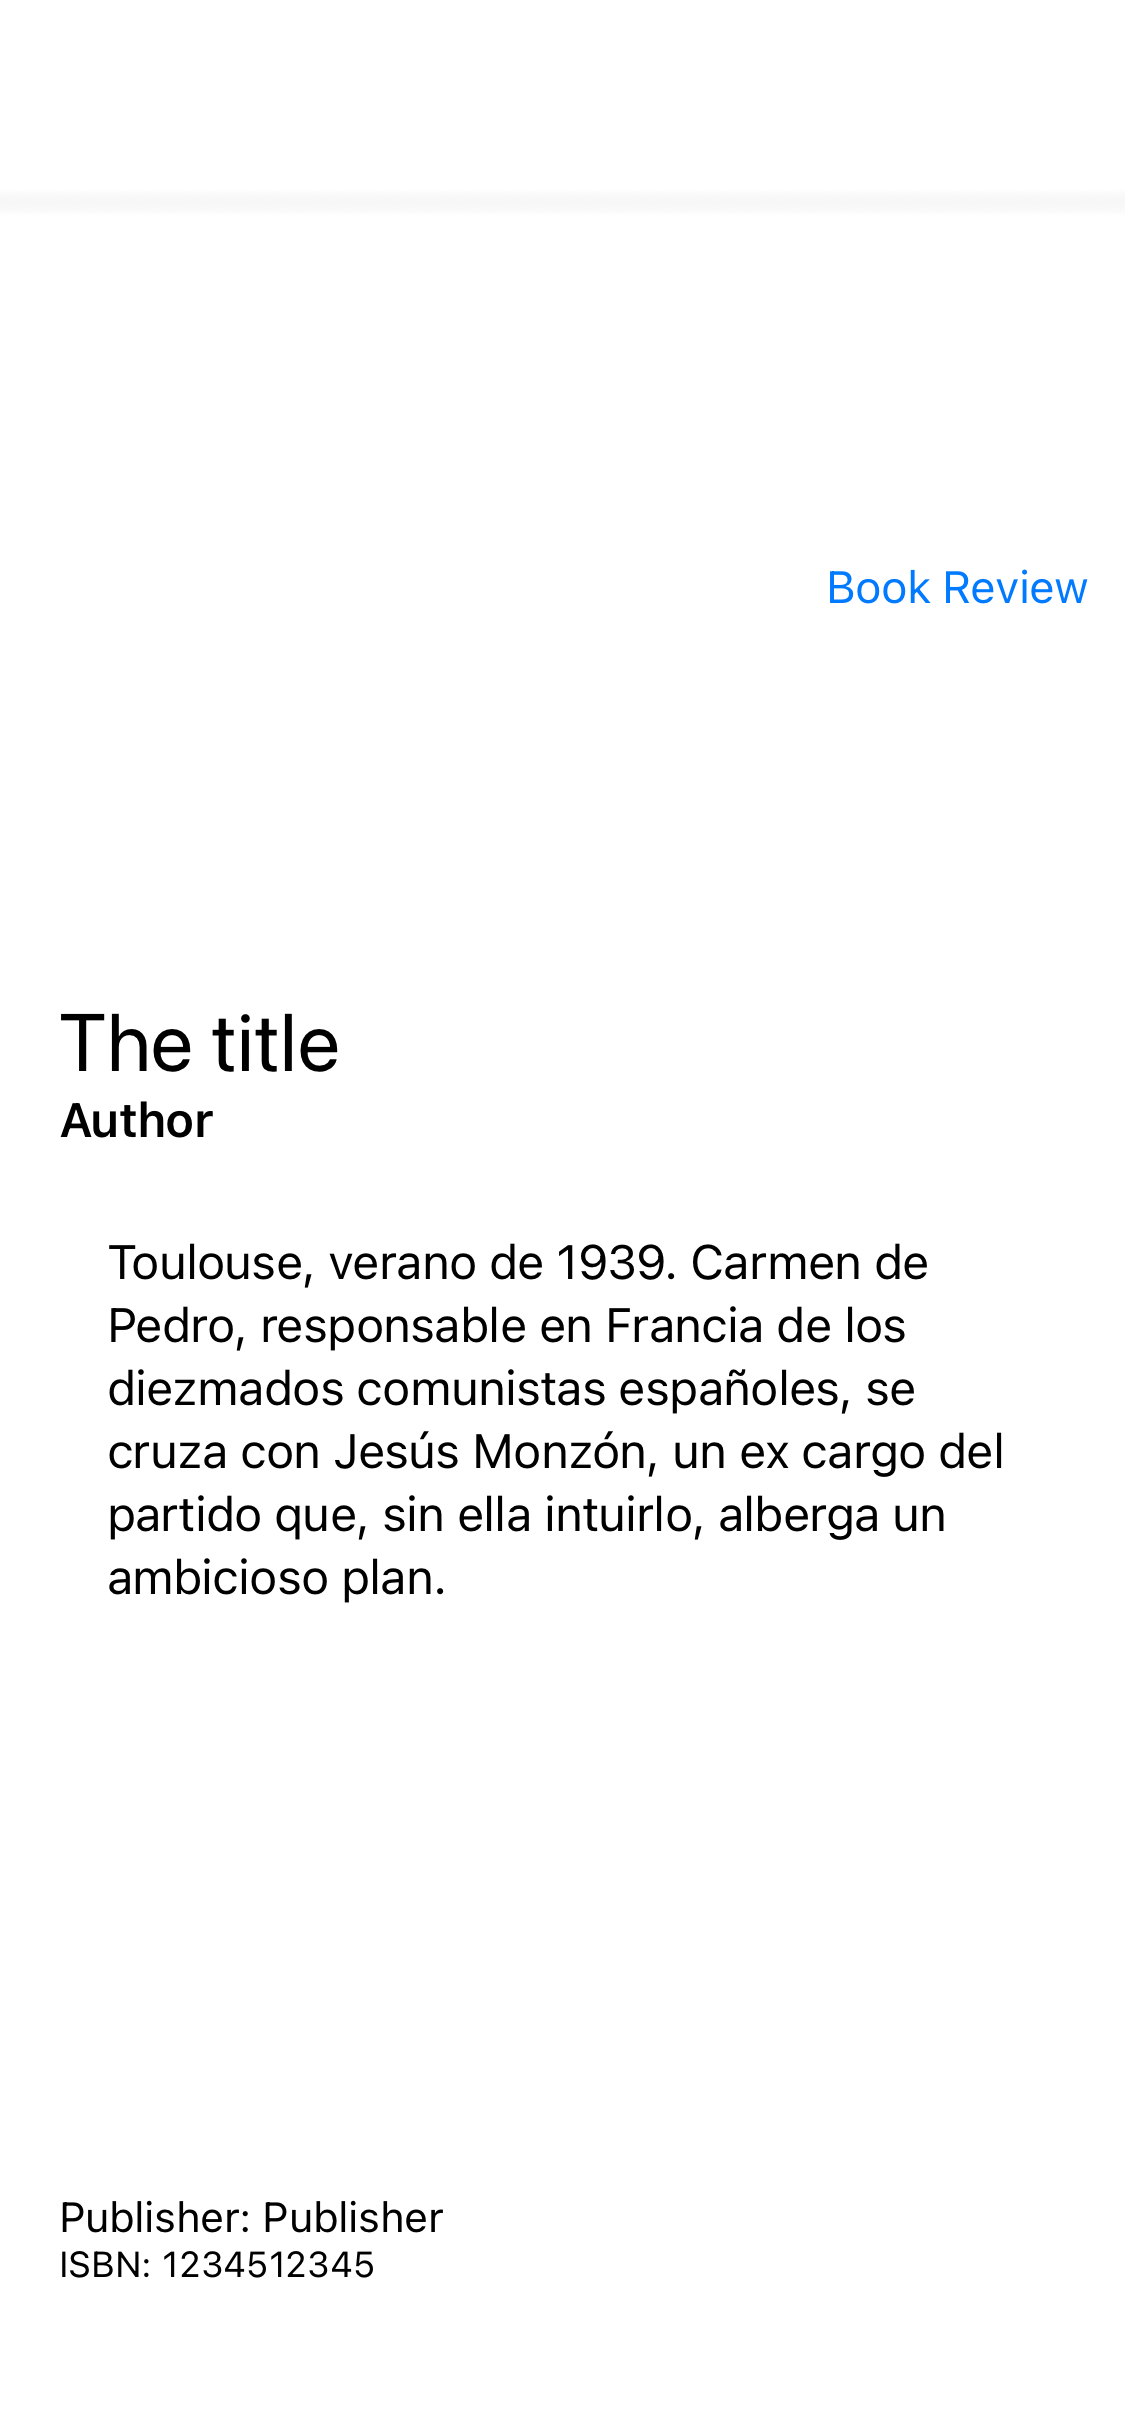 Book Review
The title
Author
Toulouse, verano de 1939. Carmen de
Pedro, responsable en Francia de los
diezmados comunistas españoles, se
cruza con Jesús Monzón, un ex cargo del
partido que, sin ella intuirlo, alberga un
ambicioso plan.
Publisher: Publisher
ISBN: 1234512345